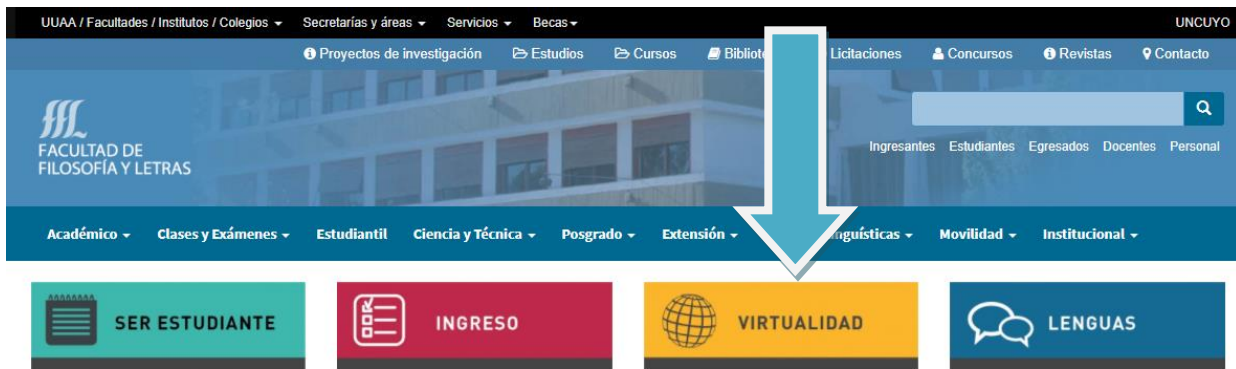 UUAA / Facultades / Institutos / Colegios Secretarías y áreas Servicios Becas UNCUYO
Proyectos de investigación Estudios Cursos Licitaciones Concursos Revistas Contacto
FACULTAD DE
FILOSOFÍA Y LETRAS
Ingresantes Estudiantes Egresados Docentes Personal
Académico Clases y Exámenes Estudiantil Ciencia y Técnica Posgrado Extensión Movilidad Institucional
SER ESTUDIANTE INGRESO VIRTUALIDAD LENGUAS